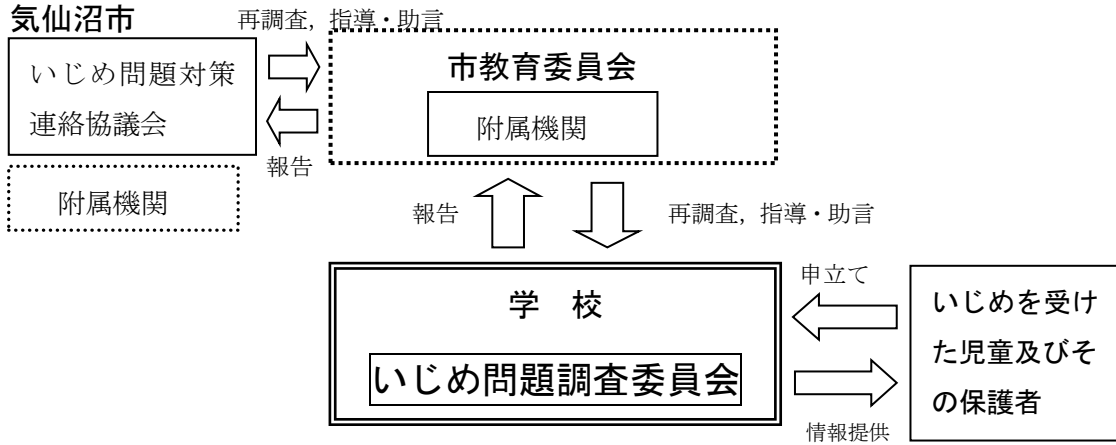 気仙沼市
再調査，指導・助言
いじめ問題対策
連絡協議会
市教育委員会
附属機関
報告
附属機関
報告
再調査，指導・助言
学　校
いじめ問題調査委員会
申立て
いじめを受け
た児童及びそ
の保護者
情報提供